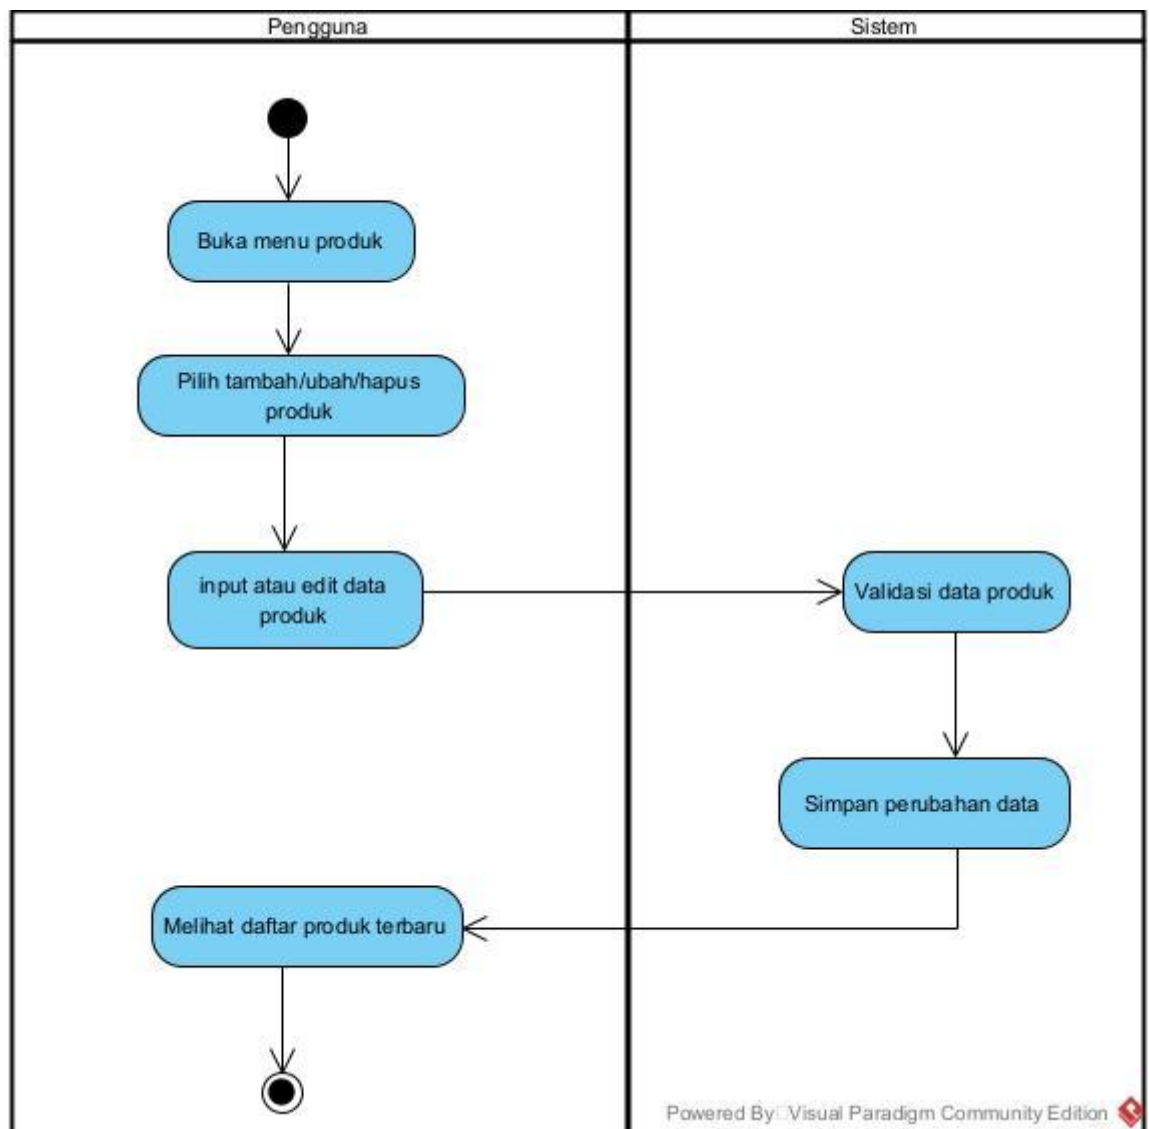 Pengguna
Sistem
Buka menu produk
Pilih tambah/ubah/hapus
produk
input atau edit data
produk
Validasi data produk
Simpan perubahan data
Melihat daftar produk terbaru
Powered By Visual Paradigm Community Edition